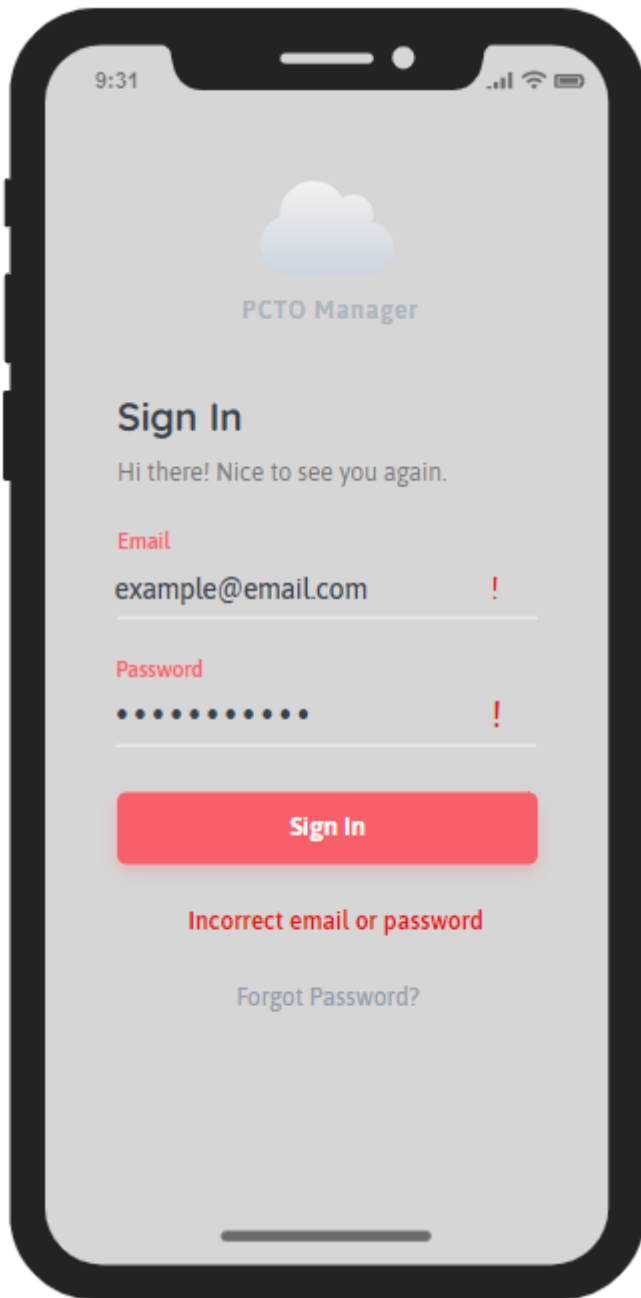 9:31
PCTO Manager
Sign In
Hi there! Nice to see you again.
Email
example@email.com !
Password
••••••••••• !
Sign In
Incorrect email or password
Forgot Password?